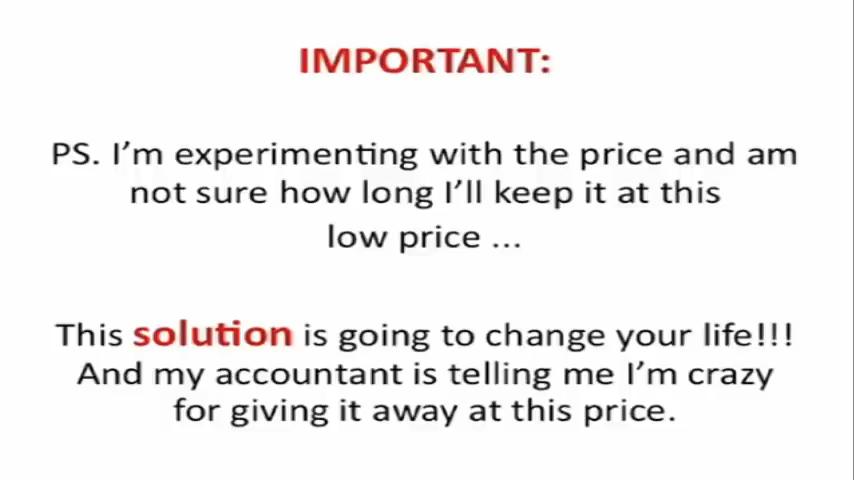 IMPORTANT:
PS. I'm experimenting with the price and am
not sure how long I'll keep it at this
low price ...
This solution is going to change your life!!!
And my accountant is telling me I'm crazy
for giving it away at this price.